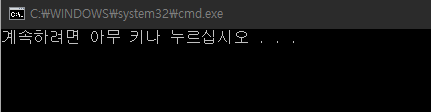 C:₩WINDOWS₩system32₩cmd.exe
계속하려면 아무 키나 누르십시오 . . .